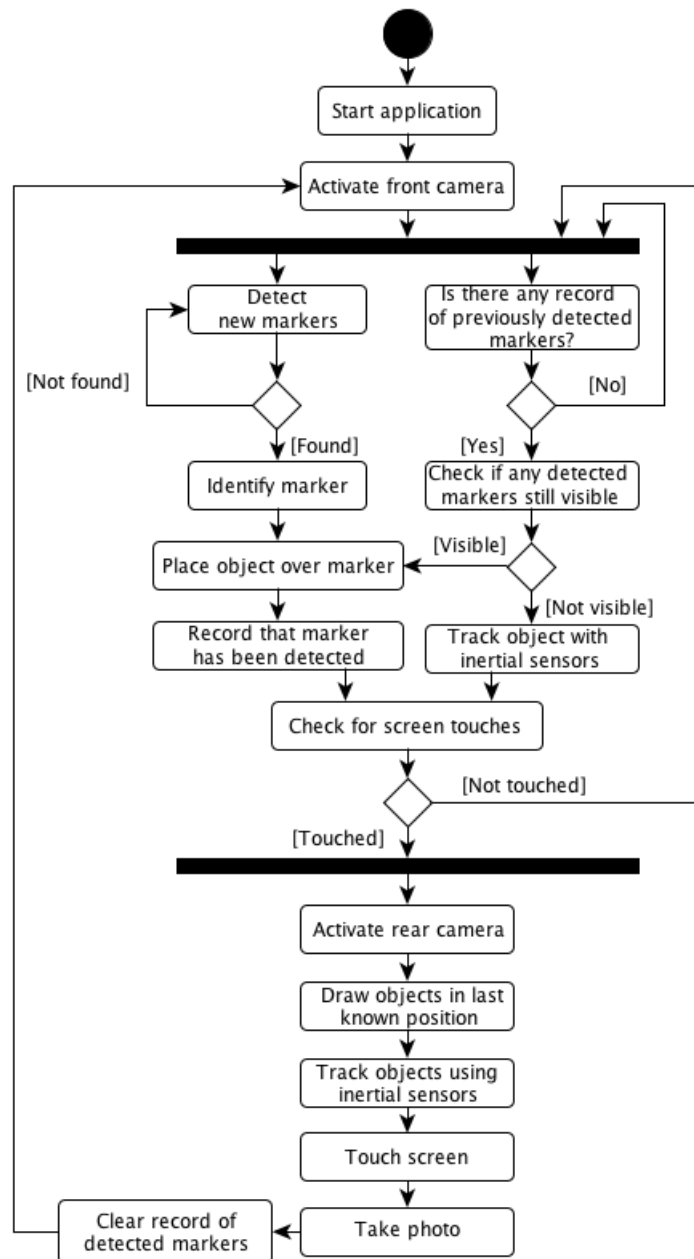 Start application
Activate front camera
Detect
new markers
Is there any record
of previously detected
markers?
[Not found]
[No]
[Found]
[Yes]
Identify marker
Check if any detected
markers still visible
[Visible]
Place object over marker
[Not visible]
Record that marker
has been detected
Track object with
inertial sensors
Check for screen touches
[Not touched]
[Touched]
Activate rear camera
Draw objects in last
known position
Track objects using
inertial sensors
Touch screen
Clear record of
detected markers
Take photo